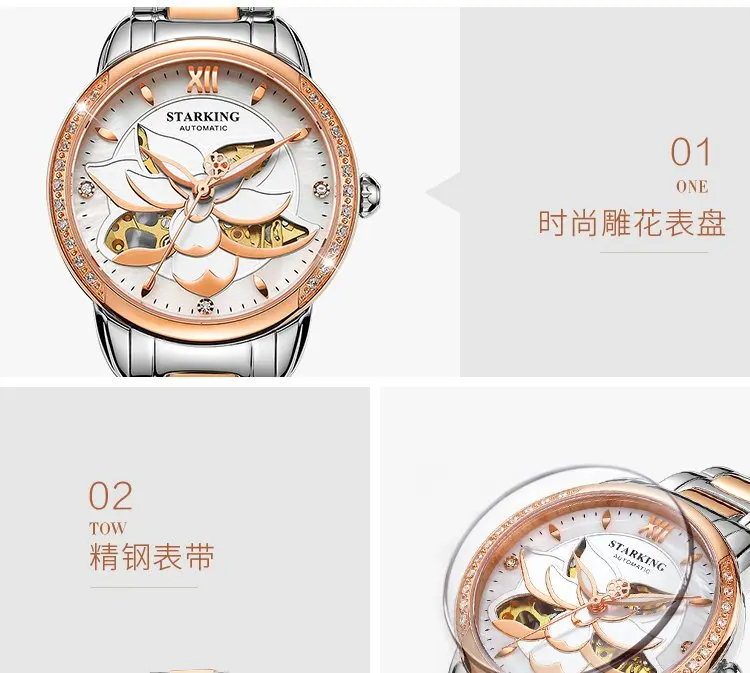 XII
STARKING
AUTOMATIC
01
ONE
时尚雕花表盘
02
TOW
精钢表带
XII
STARKING
AUTOMATIC